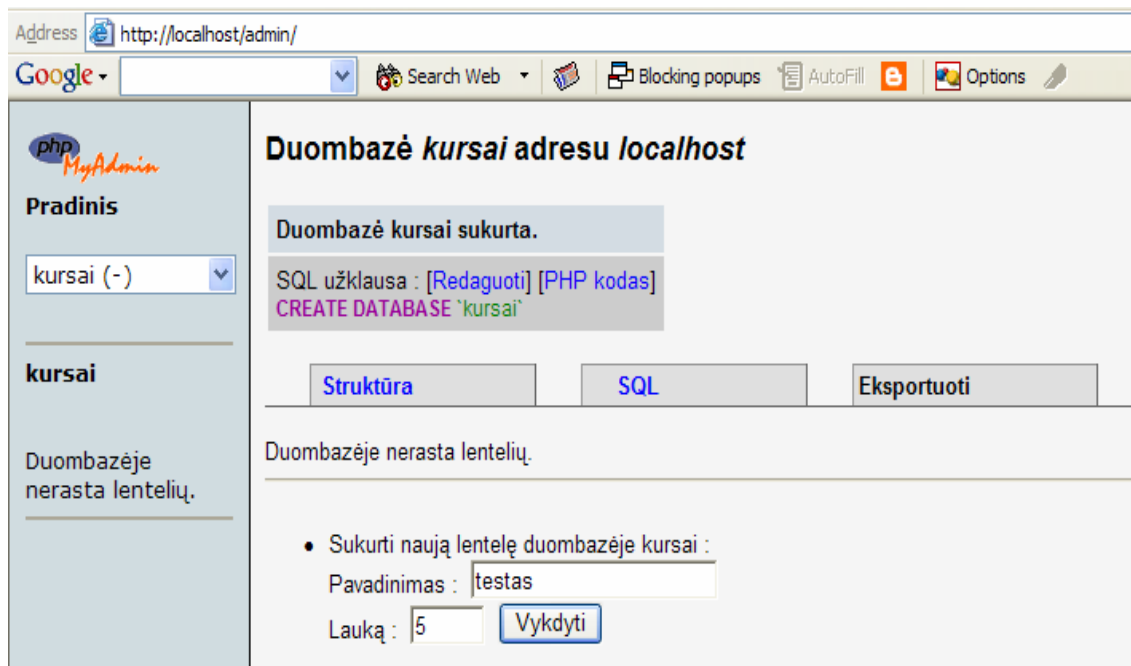 Address http://localhost/admin/
Google Search Web Blocking popups AutoFill Options
php
MyAdmin
Pradinis
kursai (-)
kursai
Duombazėje
nerasta lentelių.
Duombazė kursai adresu localhost
Duombazė kursai sukurta.
SQL užklausa : [Redaguoti] [PHP kodas]
CREATE DATABASE `kursai`
Struktūra SQL Eksportuoti
Duombazėje nerasta lentelių.
• Sukurti naują lentelę duombazėje kursai :
Pavadinimas : testas
Lauką : 5 Vykdyti